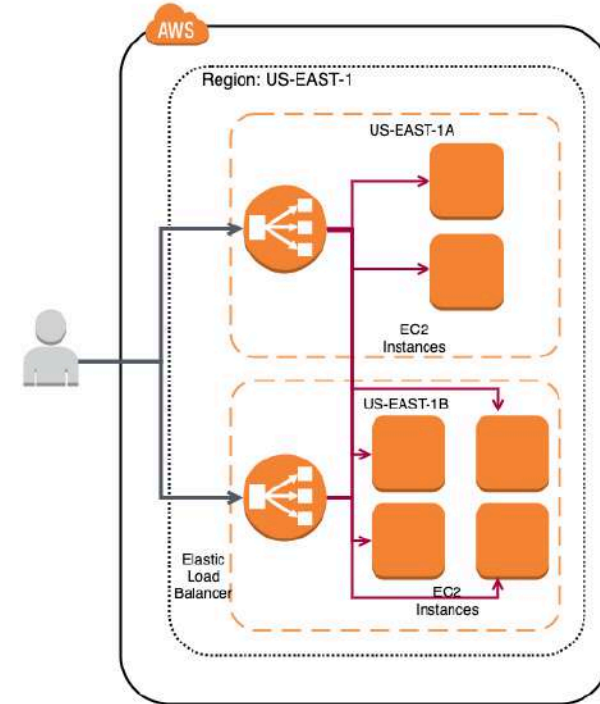 AWS
Region: US-EAST-1
US-EAST-1A
EC2
Instances
US-EAST-1B
Elastic
Load
Balancer
EC2
Instances